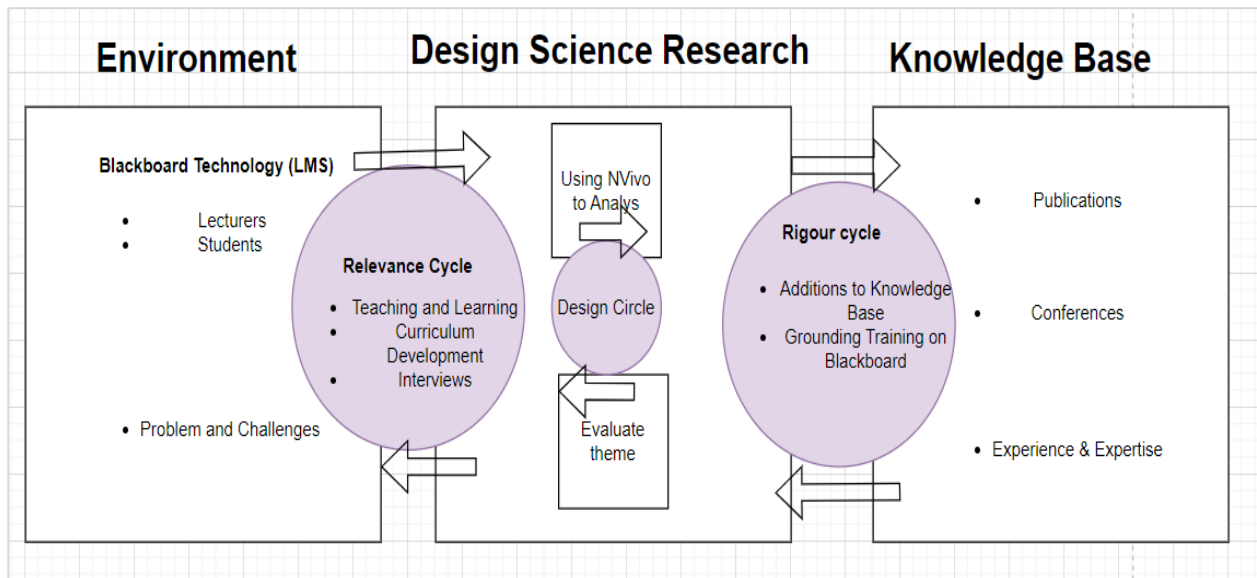 Environment
Design Science Research
Knowledge Base
Blackboard Technology (LMS)
• Lecturers
• Students
• Problem and Challenges
Relevance Cycle
• Teaching and Learning
• Curriculum
Development
• Interviews
Using NVivo
to Analys
Design Circle
Evaluate
theme
Rigour cycle
• Additions to Knowledge
Base
• Grounding Training on
Blackboard
• Publications
• Conferences
• Experience & Expertise